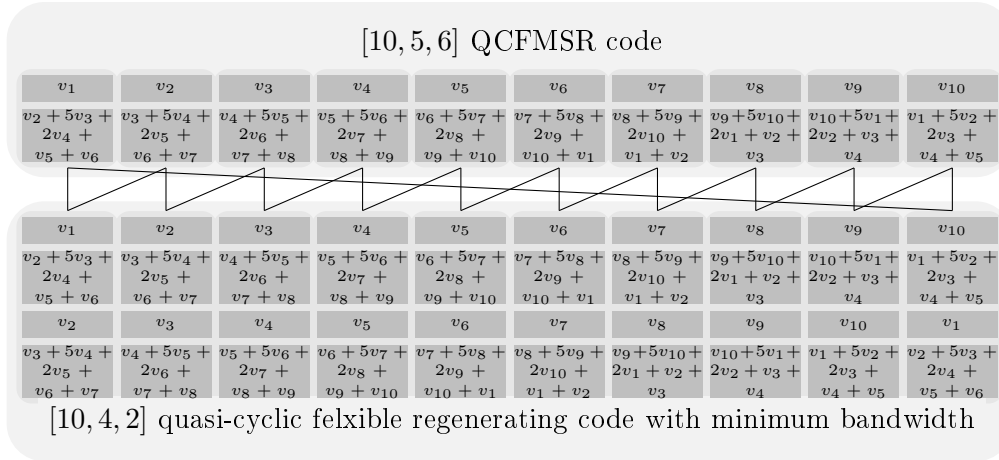 [10, 5, 6] QCFMSR code
v₁ v₂ v₃ v₄ v₅ v₆ v₇ v₈ v₉ v₁₀
v₂ + 5v₃ + v₃ + 5v₄ + v₄ + 5v₅ + v₅ + 5v₆ + v₆ + 5v₇ + v₇ + 5v₈ + v₈ + 5v₉ + v₉ + 5v₁₀ + v₁₀ + 5v₁ + v₁ + 5v₂ +
2v₄ + 2v₅ + 2v₆ + 2v₇ + 2v₈ + 2v₉ + 2v₁₀ + 2v₁ + v₂ + 2v₂ + v₃ + 2v₃ +
v₅ + v₆ v₆ + v₇ v₇ + v₈ v₈ + v₉ v₉ + v₁₀ v₁₀ + v₁ v₁ + v₂ v₃ v₄ v₄ + v₅
v₁ v₂ v₃ v₄ v₅ v₆ v₇ v₈ v₉ v₁₀
v₂ + 5v₃ + v₃ + 5v₄ + v₄ + 5v₅ + v₅ + 5v₆ + v₆ + 5v₇ + v₇ + 5v₈ + v₈ + 5v₉ + v₉ + 5v₁₀ + v₁₀ + 5v₁ + v₁ + 5v₂ +
2v₄ + 2v₅ + 2v₆ + 2v₇ + 2v₈ + 2v₉ + 2v₁₀ + 2v₁ + v₂ + 2v₂ + v₃ + 2v₃ +
v₅ + v₆ v₆ + v₇ v₇ + v₈ v₈ + v₉ v₉ + v₁₀ v₁₀ + v₁ v₁ + v₂ v₃ v₄ v₄ + v₅
v₂ v₃ v₄ v₅ v₆ v₇ v₈ v₉ v₁₀ v₁
v₃ + 5v₄ + v₄ + 5v₅ + v₅ + 5v₆ + v₆ + 5v₇ + v₇ + 5v₈ + v₈ + 5v₉ + v₉ + 5v₁₀ + v₁₀ + 5v₁ + v₁ + 5v₂ + v₂ + 5v₃ +
2v₅ + 2v₆ + 2v₇ + 2v₈ + 2v₉ + 2v₁₀ + 2v₁ + v₂ + 2v₂ + v₃ + 2v₃ + 2v₄ +
v₆ + v₇ v₇ + v₈ v₈ + v₉ v₉ + v₁₀ v₁₀ + v₁ v₁ + v₂ v₃ v₄ v₄ + v₅ v₅ + v₆
[10, 4, 2] quasi-cyclic felxible regenerating code with minimum bandwidth